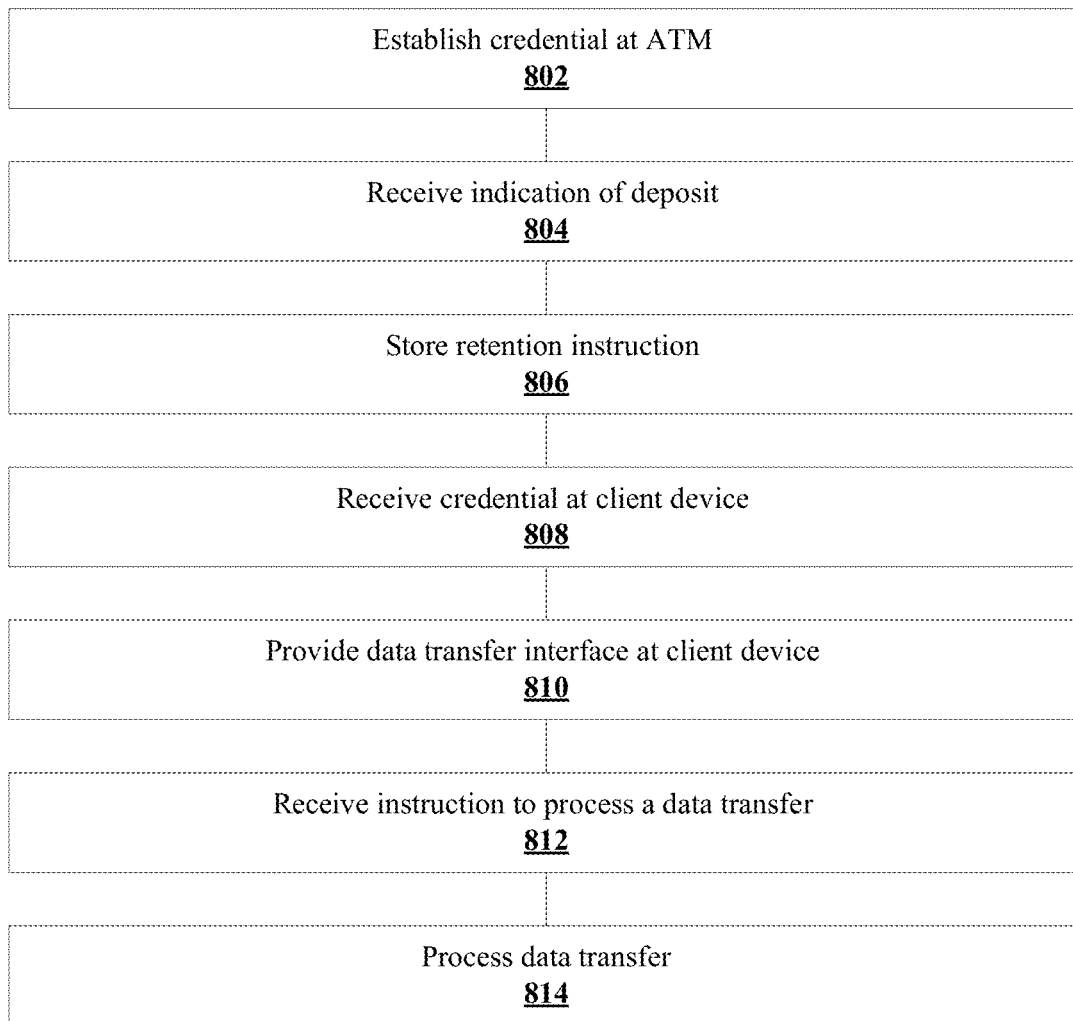 Establish credential at ATM
802
Receive indication of deposit
804
Store retention instruction
806
Receive credential at client device
808
Provide data transfer interface at client device
810
Receive instruction to process a data transfer
812
Process data transfer
814